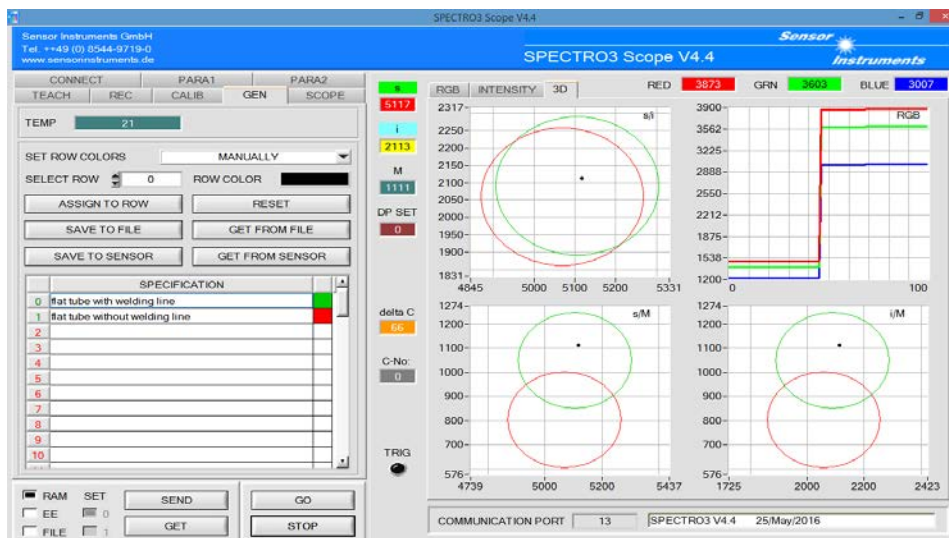 SPECTRO3 Scope V4.4
Sensor Instruments GmbH
Tel. ++49 (0) 8544-9719-0
www.sensorinstruments.de
SPECTRO3 Scope V4.4
Sensor Instruments
CONNECT PARA1 PARA2
TEACH REC CALIB GEN SCOPE
TEMP 21
SET ROW COLORS MANUALLY
SELECT ROW 0 ROW COLOR
ASSIGN TO ROW RESET
SAVE TO FILE GET FROM FILE
SAVE TO SENSOR GET FROM SENSOR
SPECIFICATION
0 flat tube with welding line
1 flat tube without welding line
2
3
4
5
6
7
8
9
10
RAM SET SEND GO
EE 0
FILE 1 GET STOP
s
5117
i
2113
M
1111
DP SET
0
delta C
66
C-No:
0
TRIG
RGB INTENSITY 3D RED 3873 GRN 3603 BLUE 3007
s/i
2317
2250
2200
2150
2100
2050
2000
1950
1900
1831
4845 5000 5100 5200 5331
RGB
3900
3562
3225
2888
2550
2212
1875
1538
1200
0 100
s/M
1274
1200
1100
1000
900
800
700
576
4739 5000 5200 5437
i/M
1274
1200
1100
1000
900
800
700
576
1725 2000 2200 2423
COMMUNICATION PORT 13 SPECTRO3 V4.4 25/May/2016